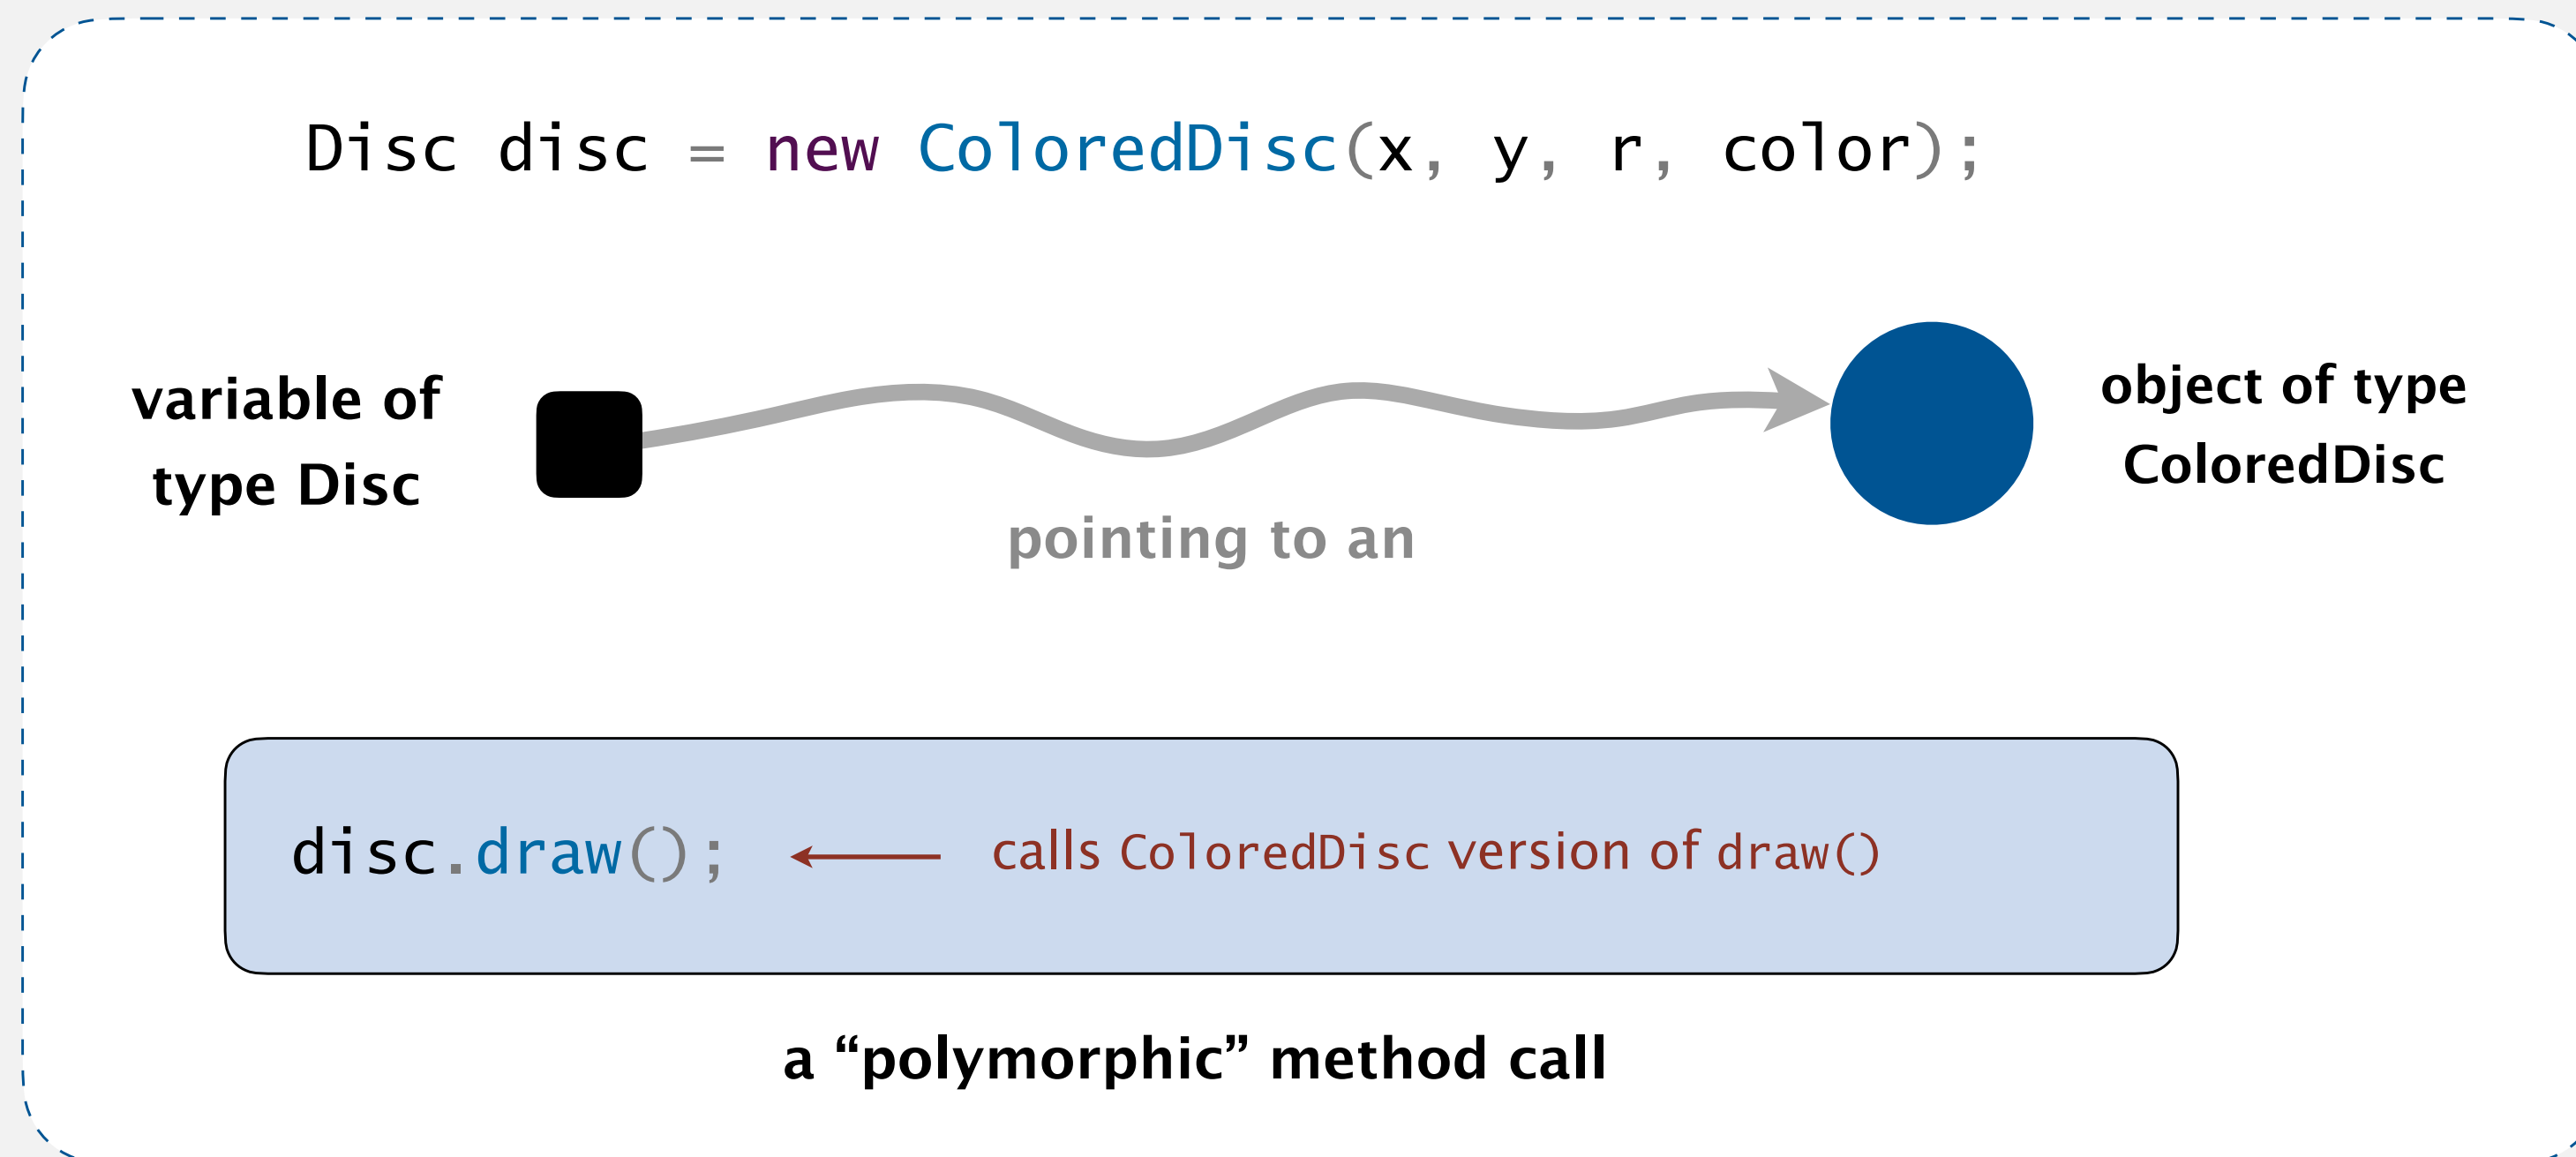 Disc disc = new ColoredDisc(x, y, r, color);
variable of
type Disc
pointing to an
object of type
ColoredDisc
disc.draw();
calls ColoredDisc version of draw()
a “polymorphic” method call